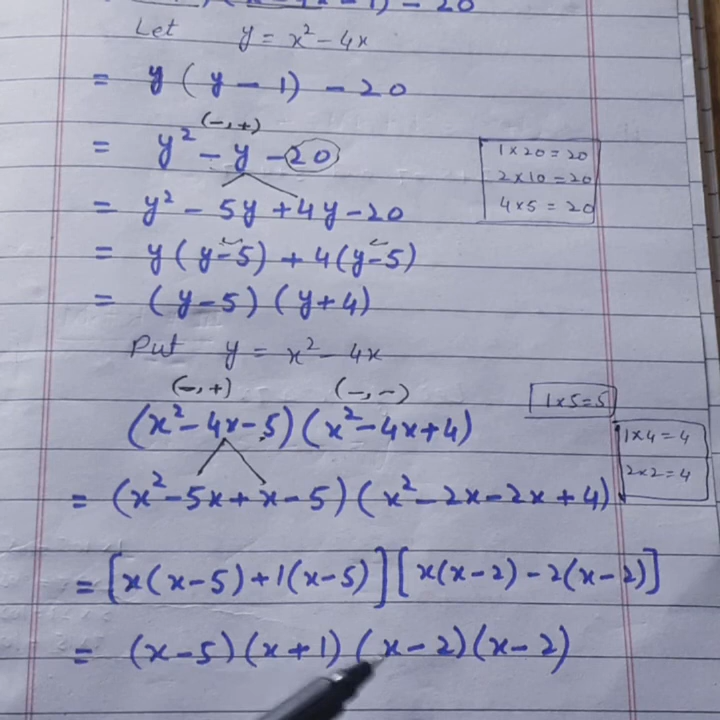 x - 1) - 20
Let y = x² - 4x
= y (y - 1) - 20
(-, +)
= y² - y - 20
1 x 20 = 20
2 x 10 = 20
4 x 5 = 20
= y² - 5y + 4y - 20
= y (y - 5) + 4 (y - 5)
= (y - 5) (y + 4)
Put y = x² - 4x
(-, +) (-, -)
1 x 5 = 5
(x² - 4x - 5) (x² - 4x + 4)
1 x 4 = 4
2 x 2 = 4
= (x² - 5x + x - 5) (x² - 2x - 2x + 4)
= [x(x - 5) + 1(x - 5)] [x(x - 2) - 2(x - 2)]
= (x - 5) (x + 1) (x - 2) (x - 2)